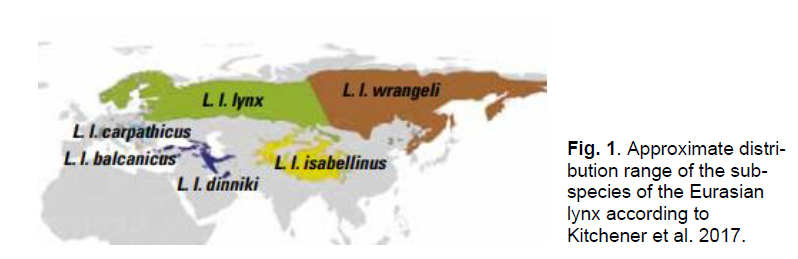 L. l. lynx
L. l. wrangeli
L. l. carpathicus
L. l. balcanicus
L. l. isabellinus
L. l. dinniki
Fig. 1. Approximate distri-
bution range of the sub-
species of the Eurasian
lynx according to
Kitchener et al. 2017.